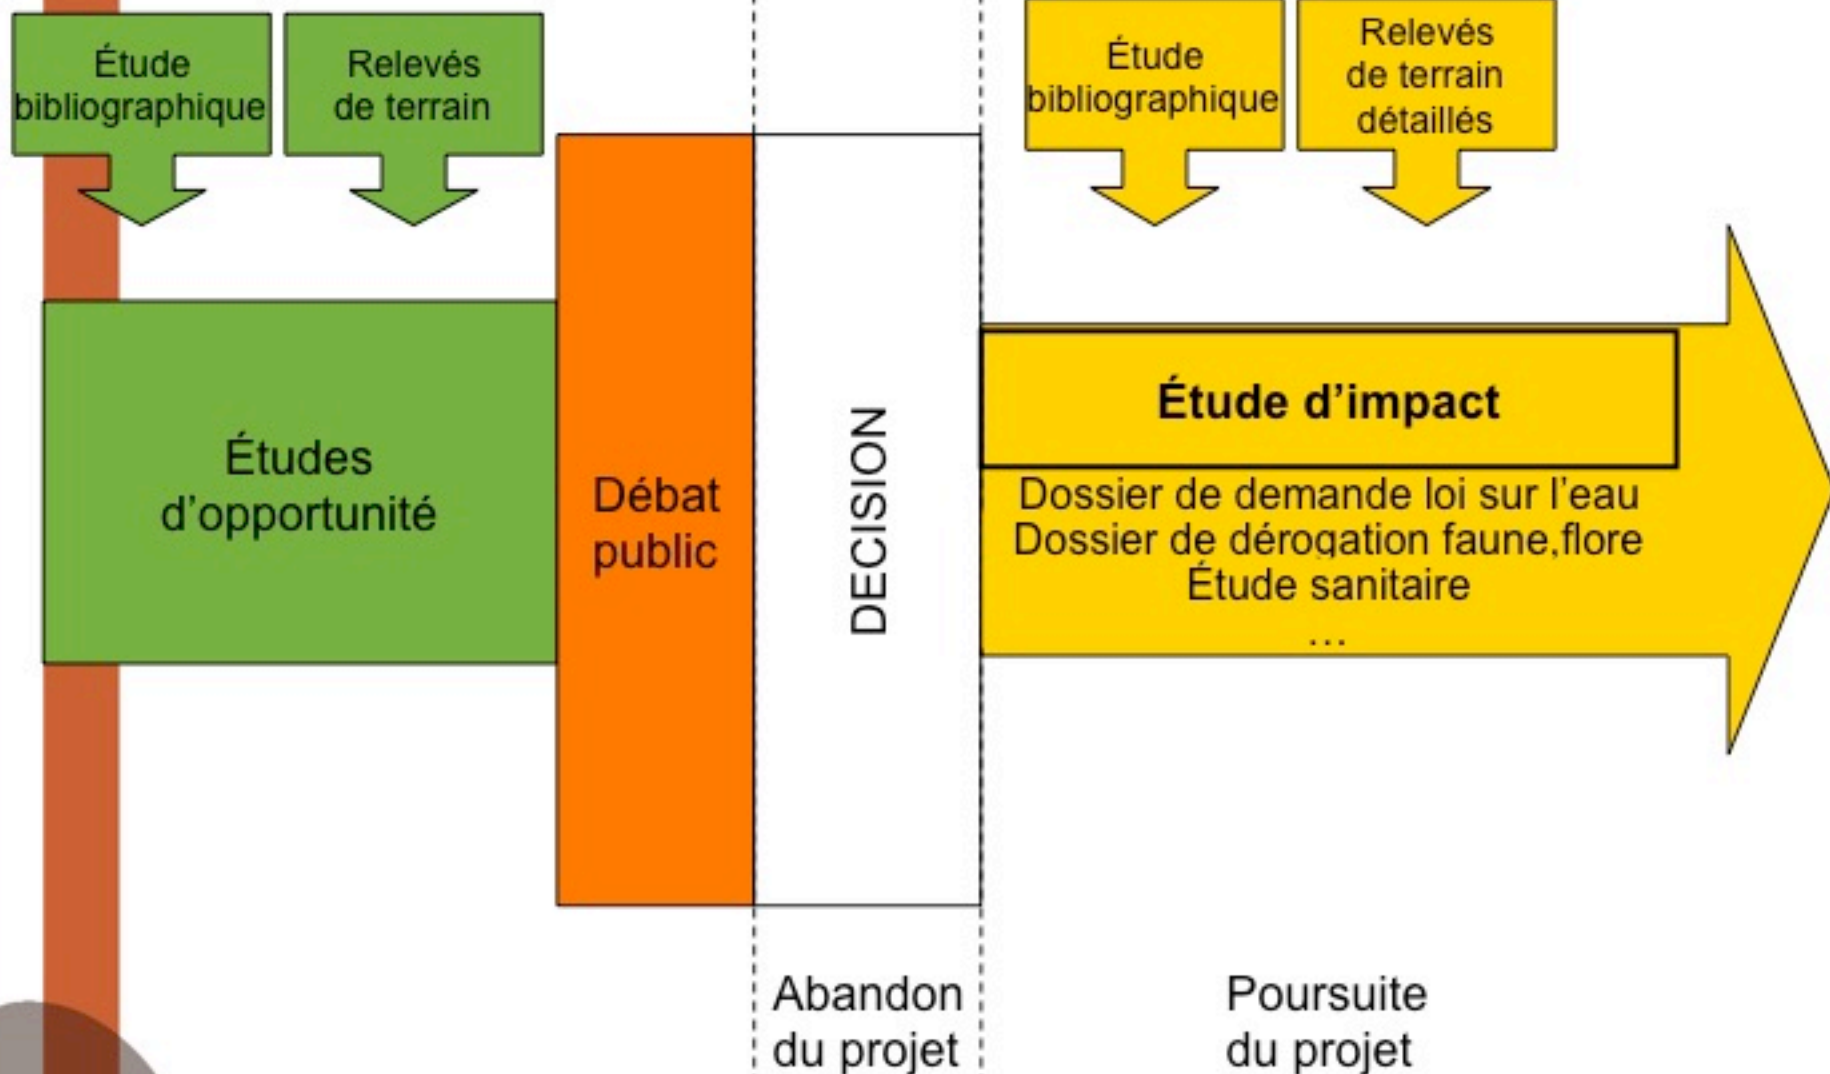 Étude
bibliographique
Relevés
de terrain
Étude
bibliographique
Relevés
de terrain
détaillés
Études
d'opportunité
Débat
public
DECISION
Étude d'impact
Dossier de demande loi sur l'eau
Dossier de dérogation faune,flore
Étude sanitaire
...
Abandon
du projet
Poursuite
du projet